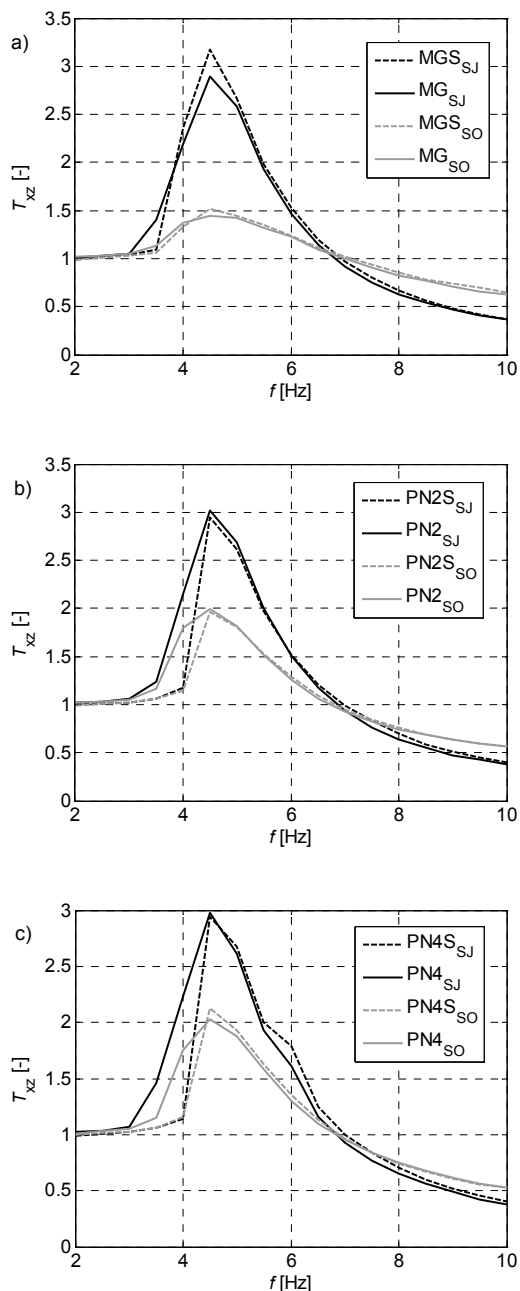 a)
3.5
3
2.5
2
1.5
1
0.5
0
T_xz [-]
MGS_SJ
MG_SJ
MGS_SO
MG_SO
2 4 6 8 10
f [Hz]
b)
3.5
3
2.5
2
1.5
1
0.5
0
T_xz [-]
PN2S_SJ
PN2_SJ
PN2S_SO
PN2_SO
2 4 6 8 10
f [Hz]
c)
3
2.5
2
1.5
1
0.5
0
T_xz [-]
PN4S_SJ
PN4_SJ
PN4S_SO
PN4_SO
2 4 6 8 10
f [Hz]